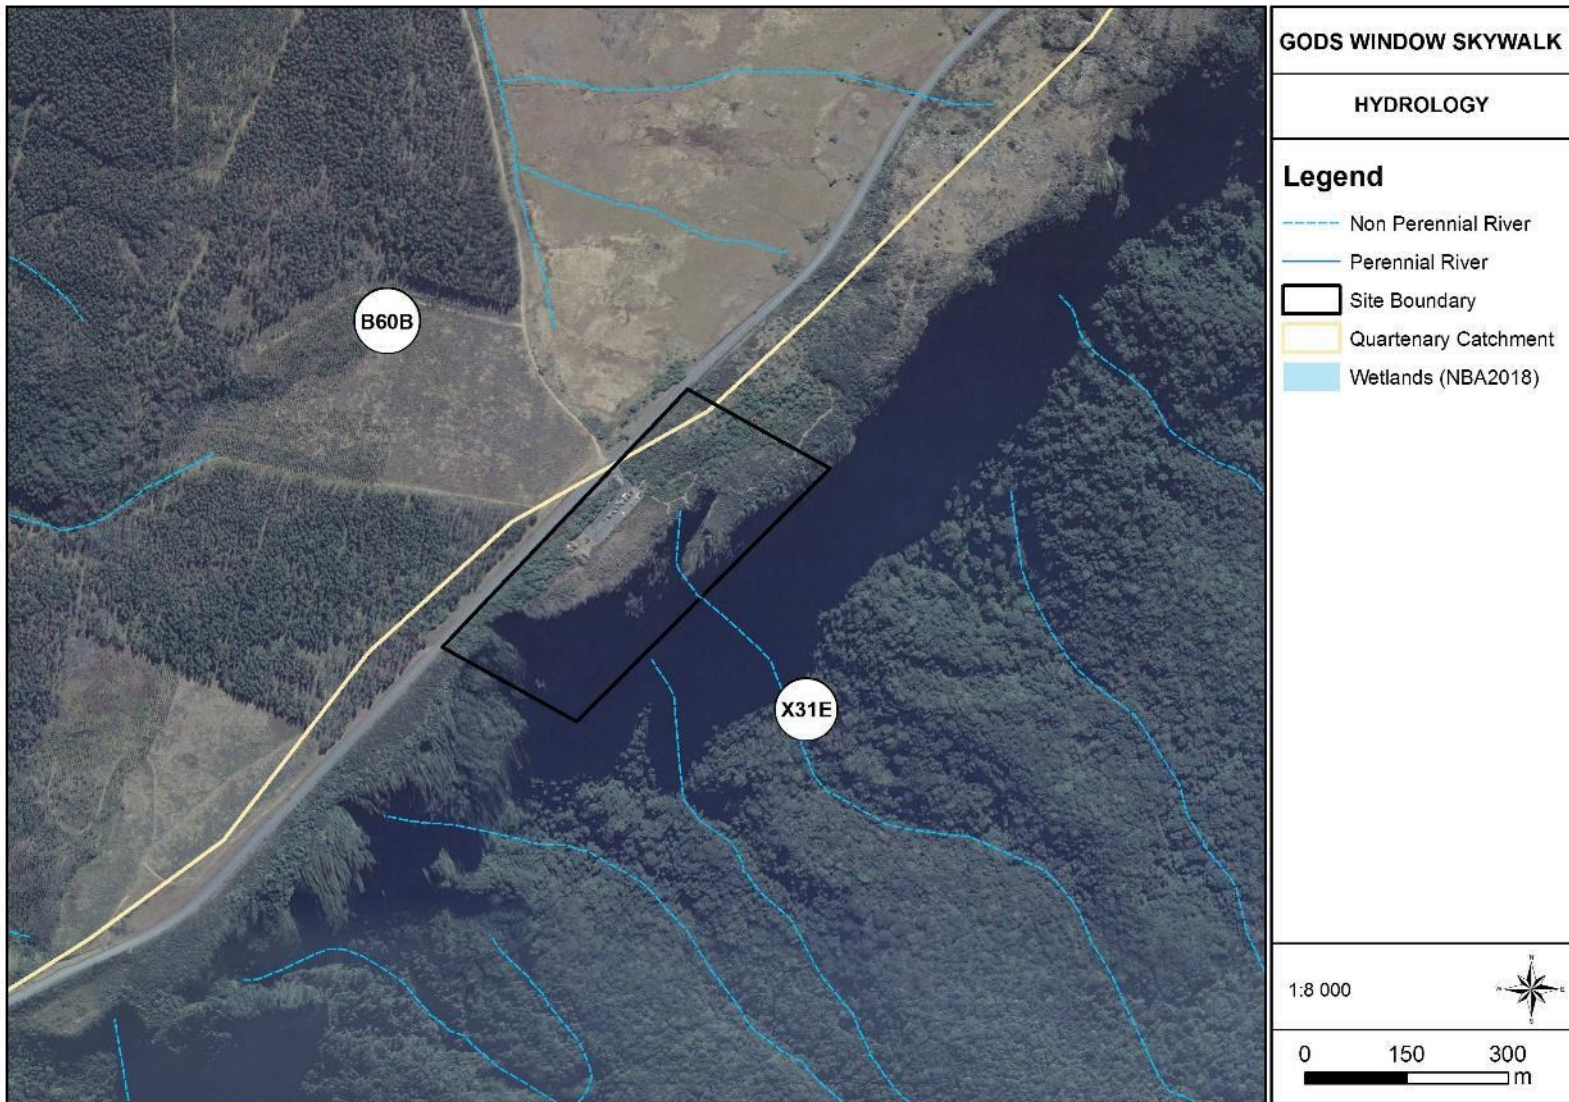 GODS WINDOW SKYWALK
HYDROLOGY
Legend
Non Perennial River
Perennial River
Site Boundary
Quartenary Catchment
Wetlands (NBA2018)
B60B
X31E
1:8 000
N
W E
S
0 150 300
m